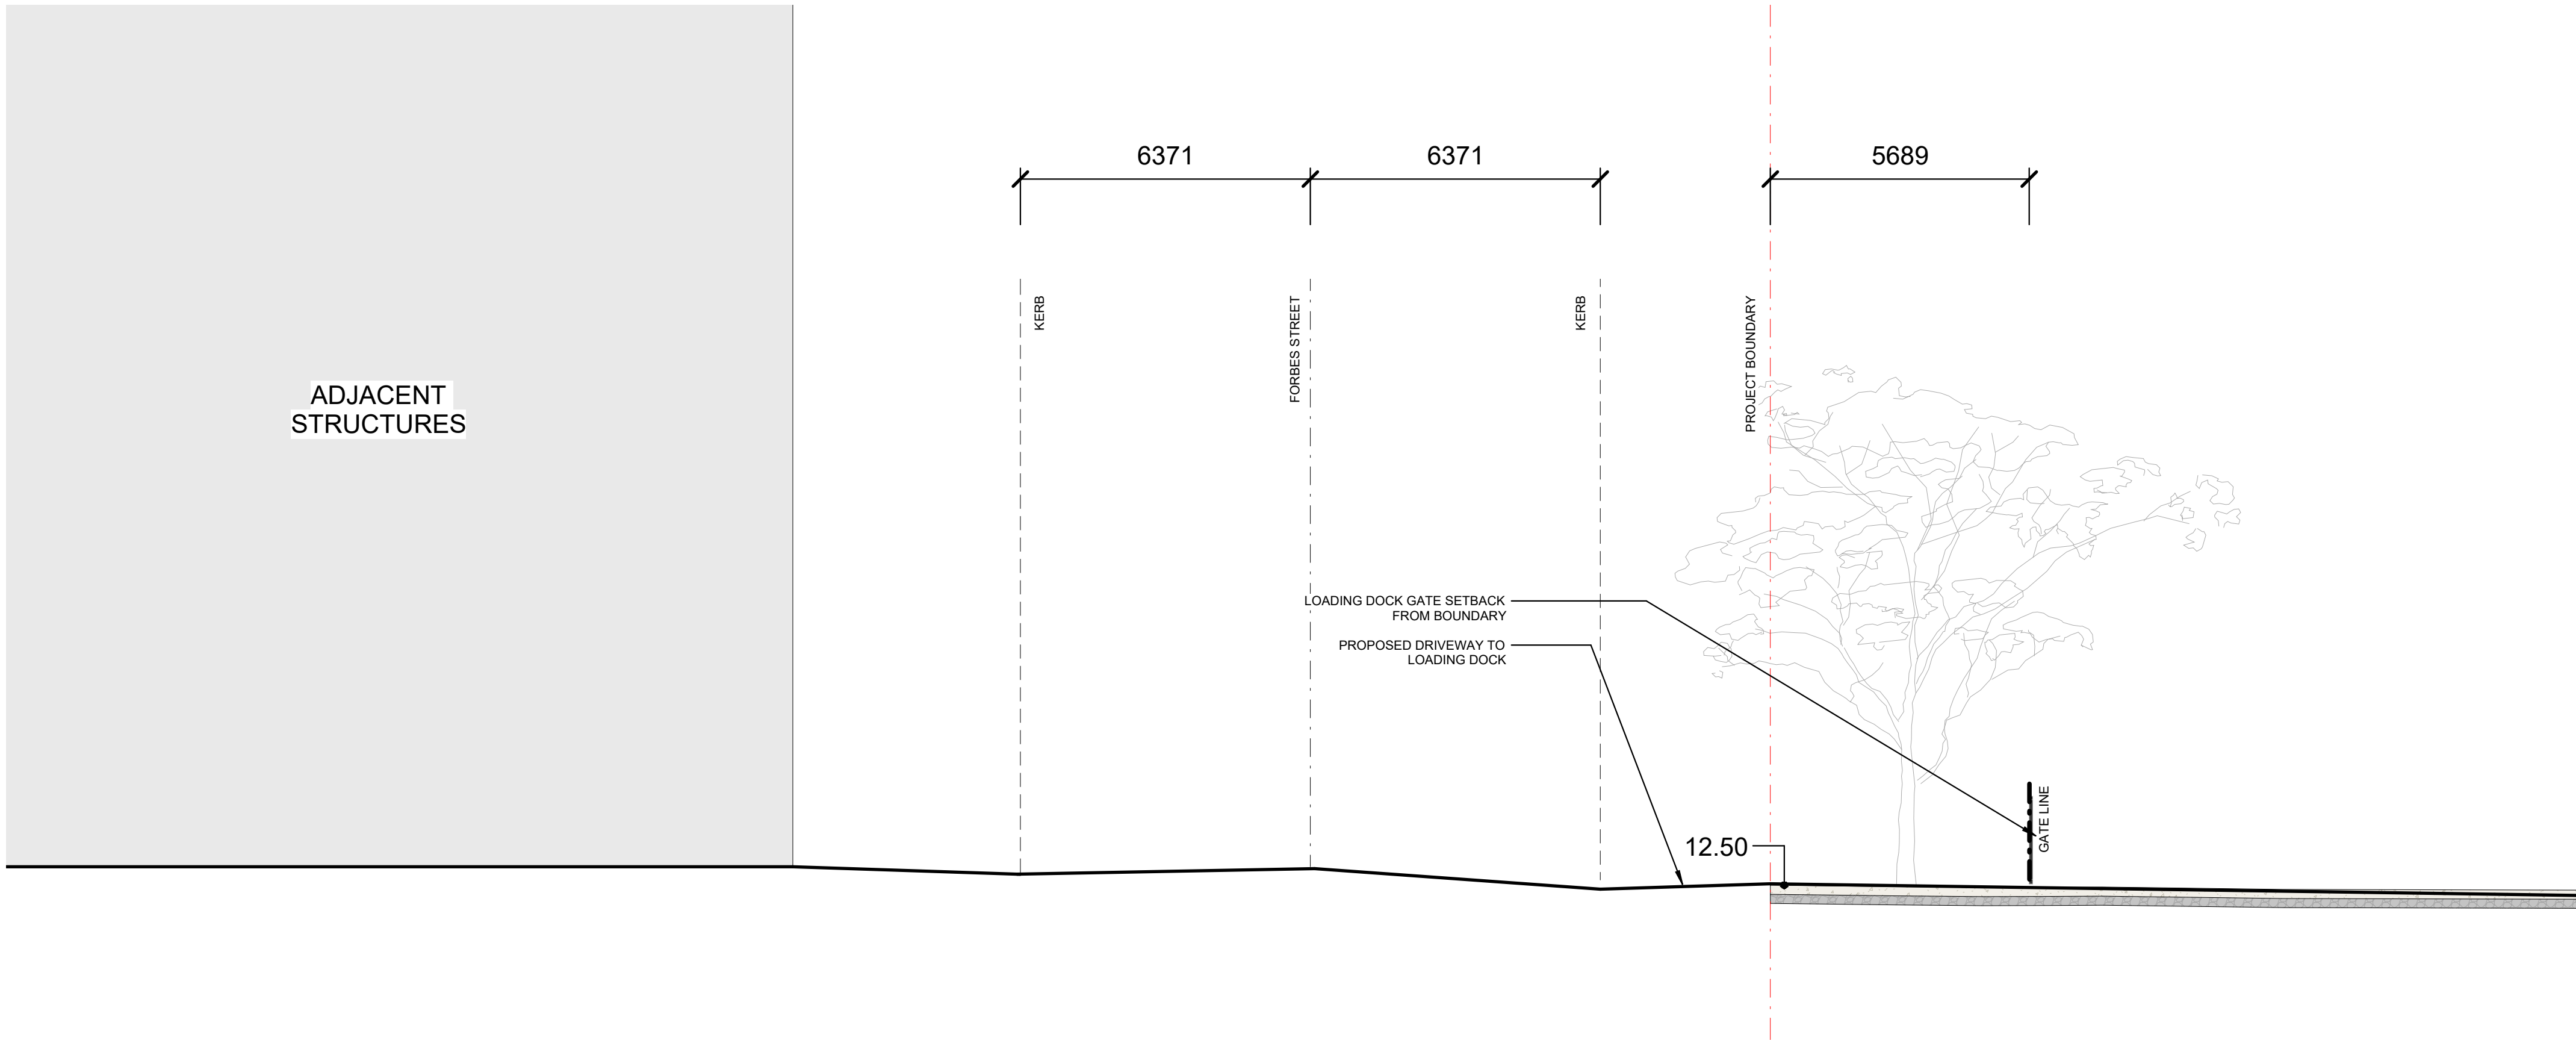 6371
6371
5689
KERB
FORBES STREET
KERB
PROJECT BOUNDARY
ADJACENT
STRUCTURES
LOADING DOCK GATE SETBACK
FROM BOUNDARY
PROPOSED DRIVEWAY TO
LOADING DOCK
12.50
GATE LINE